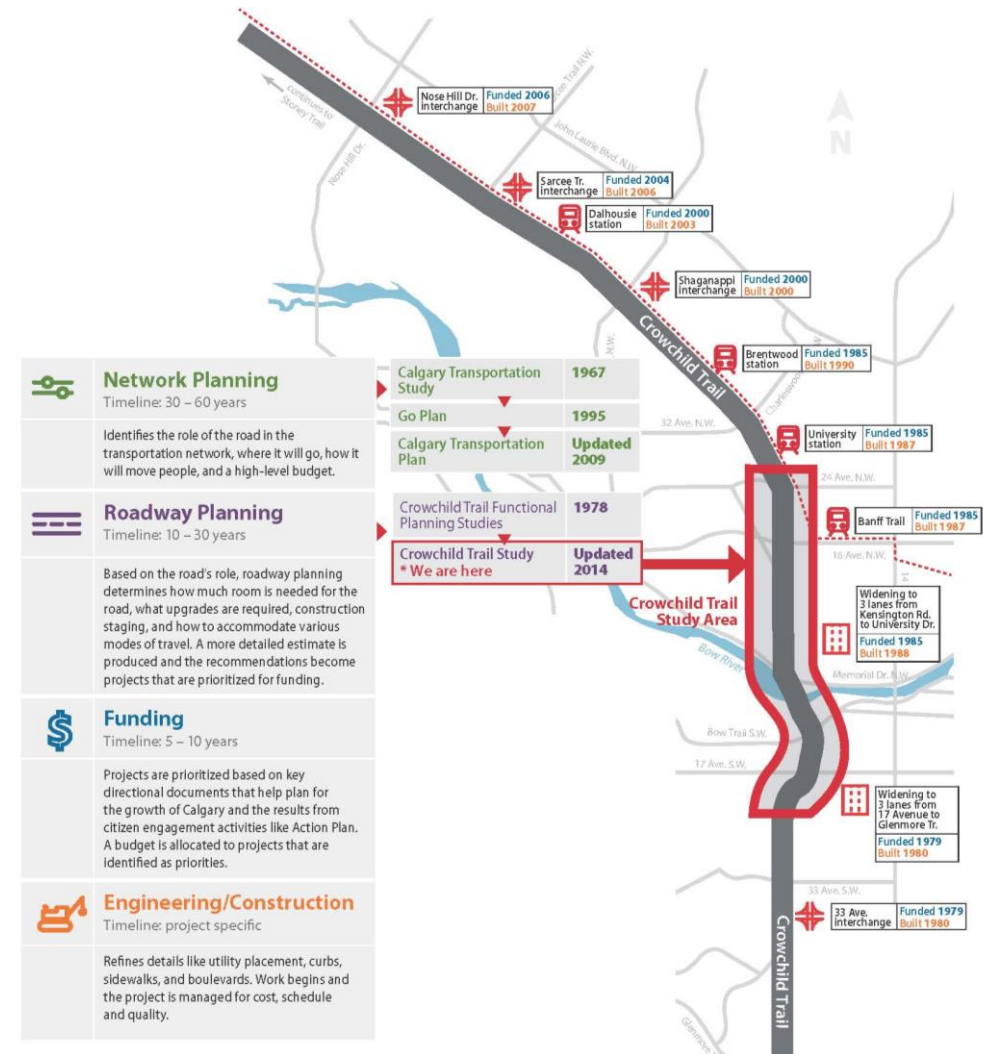 continues to
Stoney Trail
Nose Hill Dr.
interchange
Funded 2006
Built 2007
Nose Hill Dr.
John Laurie Blvd. N.W.
N
Sarcee Tr.
interchange
Funded 2004
Built 2006
Dalhousie
station
Funded 2000
Built 2003
Shaganappi
interchange
Funded 2000
Built 2000
Crowchild Trail
N.W.
Brentwood
station
Funded 1985
Built 1990
32 Ave. N.W.
University
station
Funded 1985
Built 1987
24 Ave. N.W.
Banff Trail
Funded 1985
Built 1987
16 Ave. N.W.
14
Network Planning
Timeline: 30 – 60 years
Identifies the role of the road in the
transportation network, where it will go, how it
will move people, and a high-level budget.
Calgary Transportation
Study
1967
Go Plan
1995
Calgary Transportation
Plan
Updated
2009
Roadway Planning
Timeline: 10 – 30 years
Based on the road's role, roadway planning
determines how much room is needed for the
road, what upgrades are required, construction
staging, and how to accommodate various
modes of travel. A more detailed estimate is
produced and the recommendations become
projects that are prioritized for funding.
Crowchild Trail Functional
Planning Studies
1978
Crowchild Trail Study
* We are here
Updated
2014
Crowchild Trail
Study Area
Widening to
3 lanes from
Kensington Rd.
to University Dr.
Funded 1985
Built 1988
Bow River
Memorial Dr. N.W.
Bow Trail S.W.
17 Ave. S.W.
Widening to
3 lanes from
17 Avenue to
Glenmore Tr.
Funded 1979
Built 1980
33 Ave. S.W.
33 Ave.
interchange
Funded 1979
Built 1980
Crowchild Trail
Funding
Timeline: 5 – 10 years
Projects are prioritized based on key
directional documents that help plan for
the growth of Calgary and the results from
citizen engagement activities like Action Plan.
A budget is allocated to projects that are
identified as priorities.
Engineering/Construction
Timeline: project specific
Refines details like utility placement, curbs,
sidewalks, and boulevards. Work begins and
the project is managed for cost, schedule
and quality.